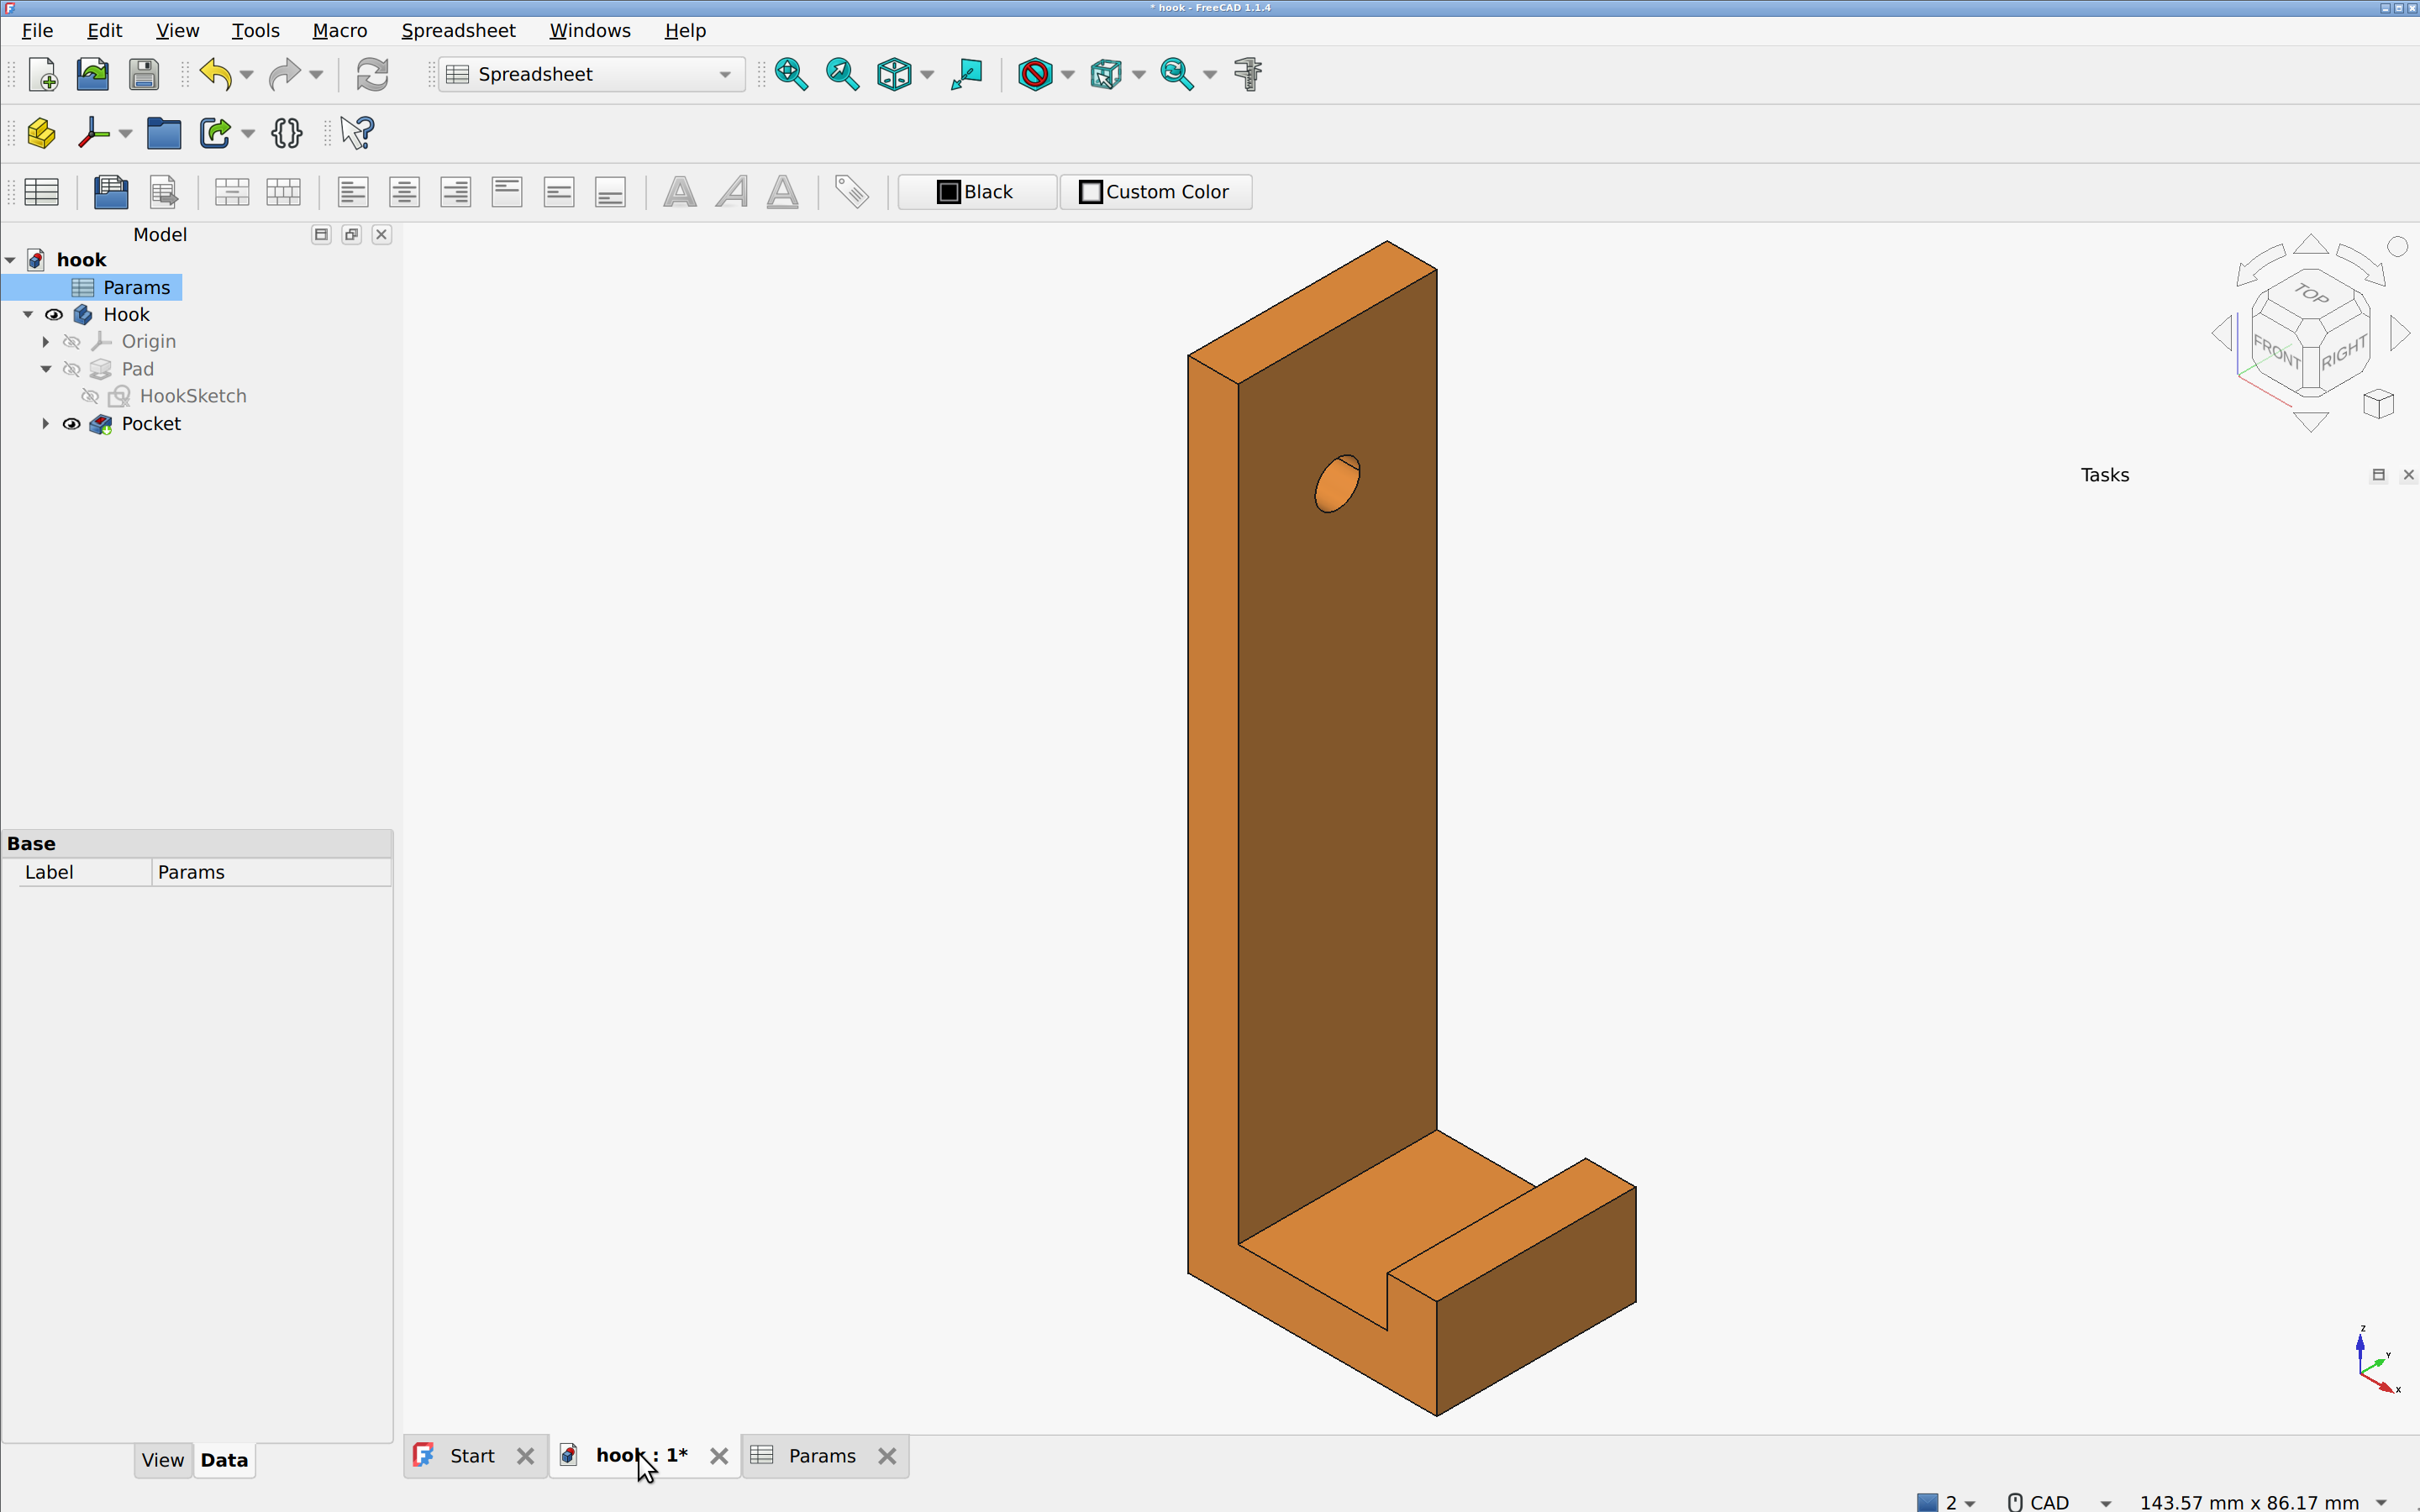 * hook - FreeCAD 1.1.4
File Edit View Tools Macro Spreadsheet Windows Help
Spreadsheet
Black Custom Color
Model
hook
Params
Hook
Origin
Pad
HookSketch
Pocket
TOP
FRONT RIGHT
Tasks
Base
Label Params
View Data
Start hook : 1* Params
Z
Y
X
2 CAD 143.57 mm x 86.17 mm